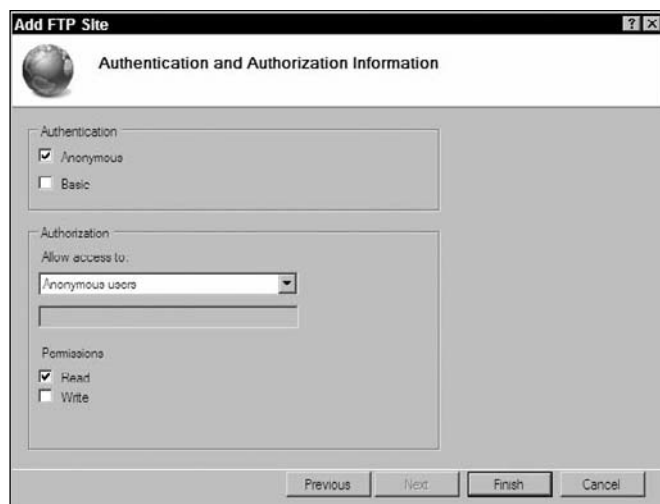 Add FTP Site
Authentication and Authorization Information
Authentication
Anonymous
Basic
Authorization
Allow access to:
Anonymous users
Permissions
Read
Write
Previous Next Finish Cancel